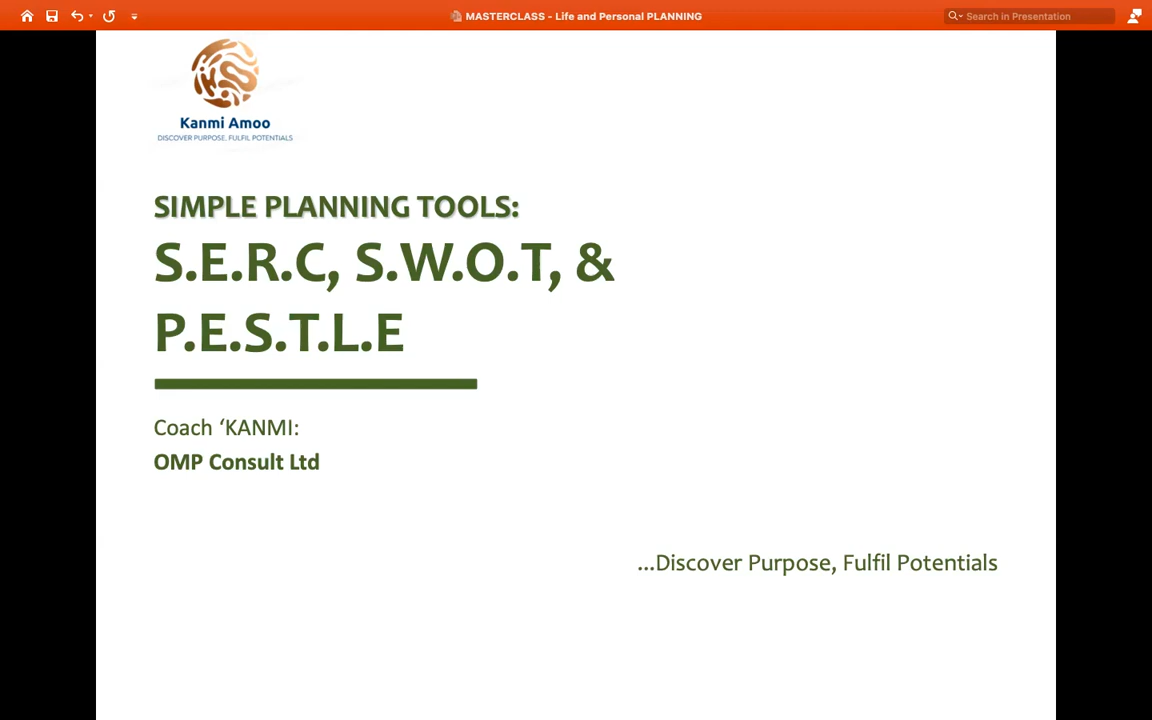 MASTERCLASS - Life and Personal PLANNING
Search in Presentation
Kanmi Amoo
DISCOVER PURPOSE, FULFIL POTENTIALS
SIMPLE PLANNING TOOLS:
S.E.R.C, S.W.O.T, &
P.E.S.T.L.E
Coach ‘KANMI:
OMP Consult Ltd
...Discover Purpose, Fulfil Potentials